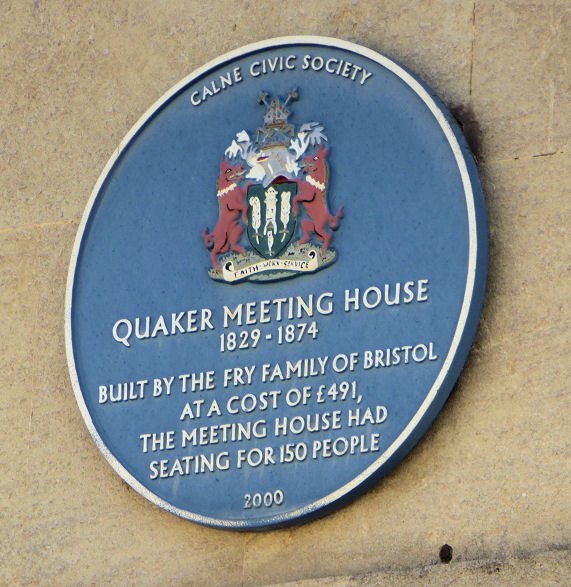 CALNE CIVIC SOCIETY
FAITH · WORK · SERVICE
QUAKER MEETING HOUSE
1829 - 1874
BUILT BY THE FRY FAMILY OF BRISTOL
AT A COST OF £491,
THE MEETING HOUSE HAD
SEATING FOR 150 PEOPLE
2000